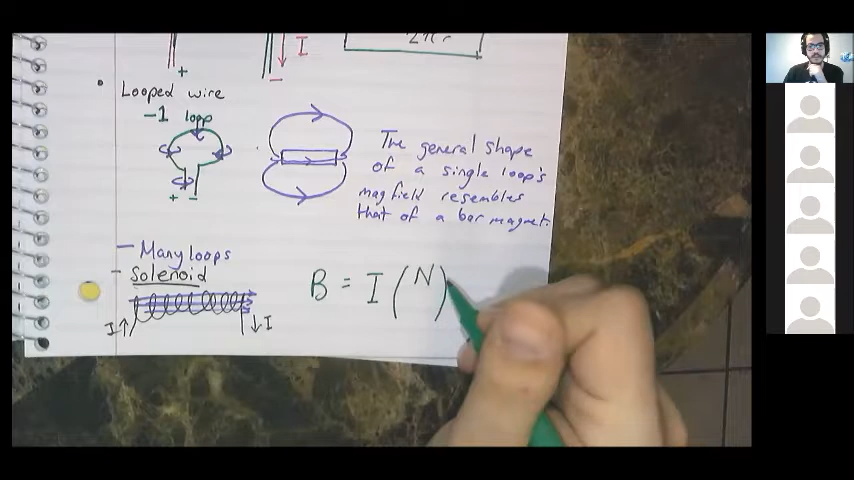 I
2πr
+
−
• Looped wire
−1 loop
+ −
The general shape
of a single loop's
mag field resembles
that of a bar magnet.
− Many loops
− Solenoid
I↑
↓I
B = I ( N )